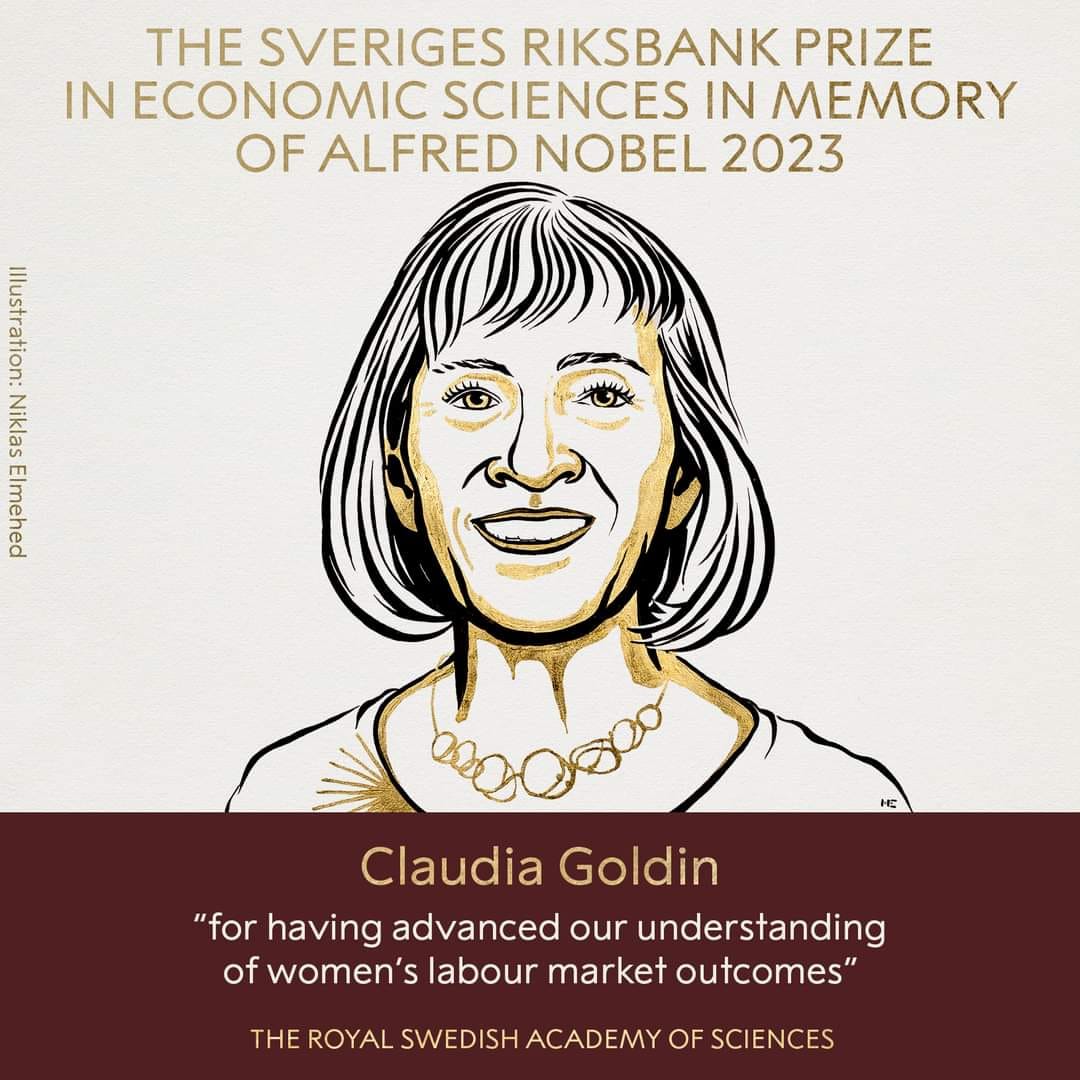 THE SVERIGES RIKSBANK PRIZE
IN ECONOMIC SCIENCES IN MEMORY
OF ALFRED NOBEL 2023
Illustration: Niklas Elmehed
Claudia Goldin
”for having advanced our understanding
of women’s labour market outcomes”
THE ROYAL SWEDISH ACADEMY OF SCIENCES